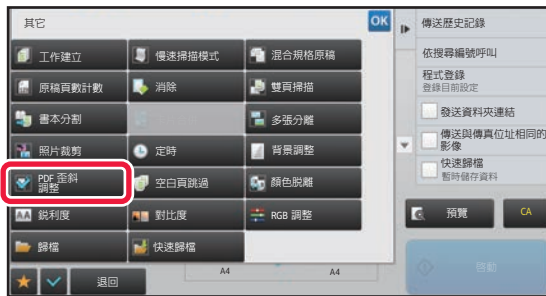 其它
OK
工作建立
慢速掃描模式
混合規格原稿
原稿頁數計數
消除
雙頁掃描
書本分割
多張分離
照片裁剪
定時
背景調整
PDF 歪斜
調整
空白頁跳過
顏色脫離
銳利度
對比度
RGB 調整
歸檔
快速歸檔
退回
A4
A4
傳送歷史記錄
依搜尋編號呼叫
程式登錄
登錄目前設定
發送資料夾連結
傳送與傳真位址相同的
影像
快速歸檔
暫時儲存資料
預覽
CA
啟動